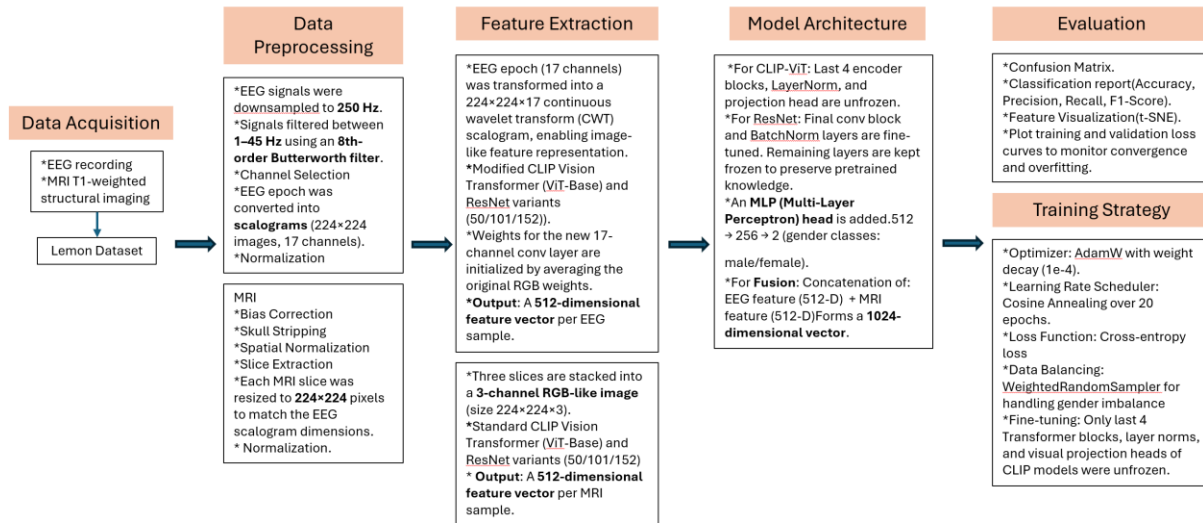 Data Acquisition
*EEG recording
*MRI T1-weighted
structural imaging
Lemon Dataset
Data
Preprocessing
*EEG signals were
downsampled to 250 Hz.
*Signals filtered between
1–45 Hz using an 8th-
order Butterworth filter.
*Channel Selection
*EEG epoch was
converted into
scalograms (224×224
images, 17 channels).
*Normalization
MRI
*Bias Correction
*Skull Stripping
*Spatial Normalization
*Slice Extraction
*Each MRI slice was
resized to 224×224 pixels
to match the EEG
scalogram dimensions.
* Normalization.
Feature Extraction
*EEG epoch (17 channels)
was transformed into a
224×224×17 continuous
wavelet transform (CWT)
scalogram, enabling image-
like feature representation.
*Modified CLIP Vision
Transformer (ViT-Base) and
ResNet variants
(50/101/152)).
*Weights for the new 17-
channel conv layer are
initialized by averaging the
original RGB weights.
*Output: A 512-dimensional
feature vector per EEG
sample.
*Three slices are stacked into
a 3-channel RGB-like image
(size 224×224×3).
*Standard CLIP Vision
Transformer (ViT-Base) and
ResNet variants (50/101/152)
* Output: A 512-dimensional
feature vector per MRI
sample.
Model Architecture
*For CLIP-ViT: Last 4 encoder
blocks, LayerNorm, and
projection head are unfrozen.
*For ResNet: Final conv block
and BatchNorm layers are fine-
tuned. Remaining layers are kept
frozen to preserve pretrained
knowledge.
*An MLP (Multi-Layer
Perceptron) head is added.512
→ 256 → 2 (gender classes:
male/female).
*For Fusion: Concatenation of:
EEG feature (512-D) + MRI
feature (512-D)Forms a 1024-
dimensional vector.
Evaluation
*Confusion Matrix.
*Classification report(Accuracy,
Precision, Recall, F1-Score).
*Feature Visualization(t-SNE).
*Plot training and validation loss
curves to monitor convergence
and overfitting.
Training Strategy
*Optimizer: AdamW with weight
decay (1e-4).
*Learning Rate Scheduler:
Cosine Annealing over 20
epochs.
*Loss Function: Cross-entropy
loss
*Data Balancing:
WeightedRandomSampler for
handling gender imbalance
*Fine-tuning: Only last 4
Transformer blocks, layer norms,
and visual projection heads of
CLIP models were unfrozen.